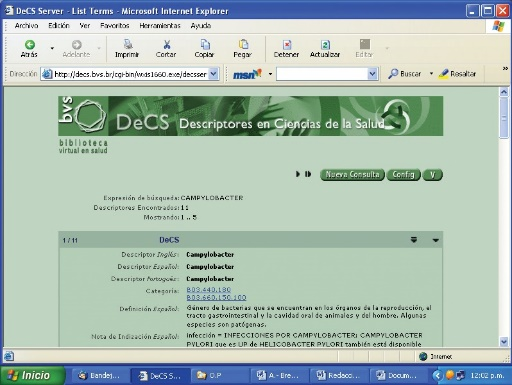 DeCS Server - List Terms - Microsoft Internet Explorer
Archivo Edición Ver Favoritos Herramientas Ayuda
Atrás Adelante Imprimir Cortar Copiar Pegar Detener Actualizar Editar
Dirección http://decs.bvs.br/cgi-bin/wxis1660.exe/decsser msn Buscar Resaltar
bvs DeCS Descriptores en Ciencias de la Salud
biblioteca
virtual en salud
Nueva Consulta Config V
Expresión de búsqueda: CAMPYLOBACTER
Descriptores Encontrados: 11
Mostrando: 1 .. 5
1 / 11 DeCS
Descriptor Inglés: Campylobacter
Descriptor Español: Campylobacter
Descriptor Portugués: Campylobacter
Categoría: B03.440.180
B03.660.150.100
Definición Español: Género de bacterias que se encuentran en los órganos de la reproducción, el
tracto gastrointestinal y la cavidad oral de animales y del hombre. Algunas
especies son patógenas.
Nota de Indización Español: infección = INFECCIONES POR CAMPYLOBACTER; CAMPYLOBACTER
PYLORI que es UP de HELICOBACTER PYLORI también está disponible
Internet
Inicio Bandej... DeCS S... O.P A.- Bre... Redacc... Docum... 12:02 p.m.